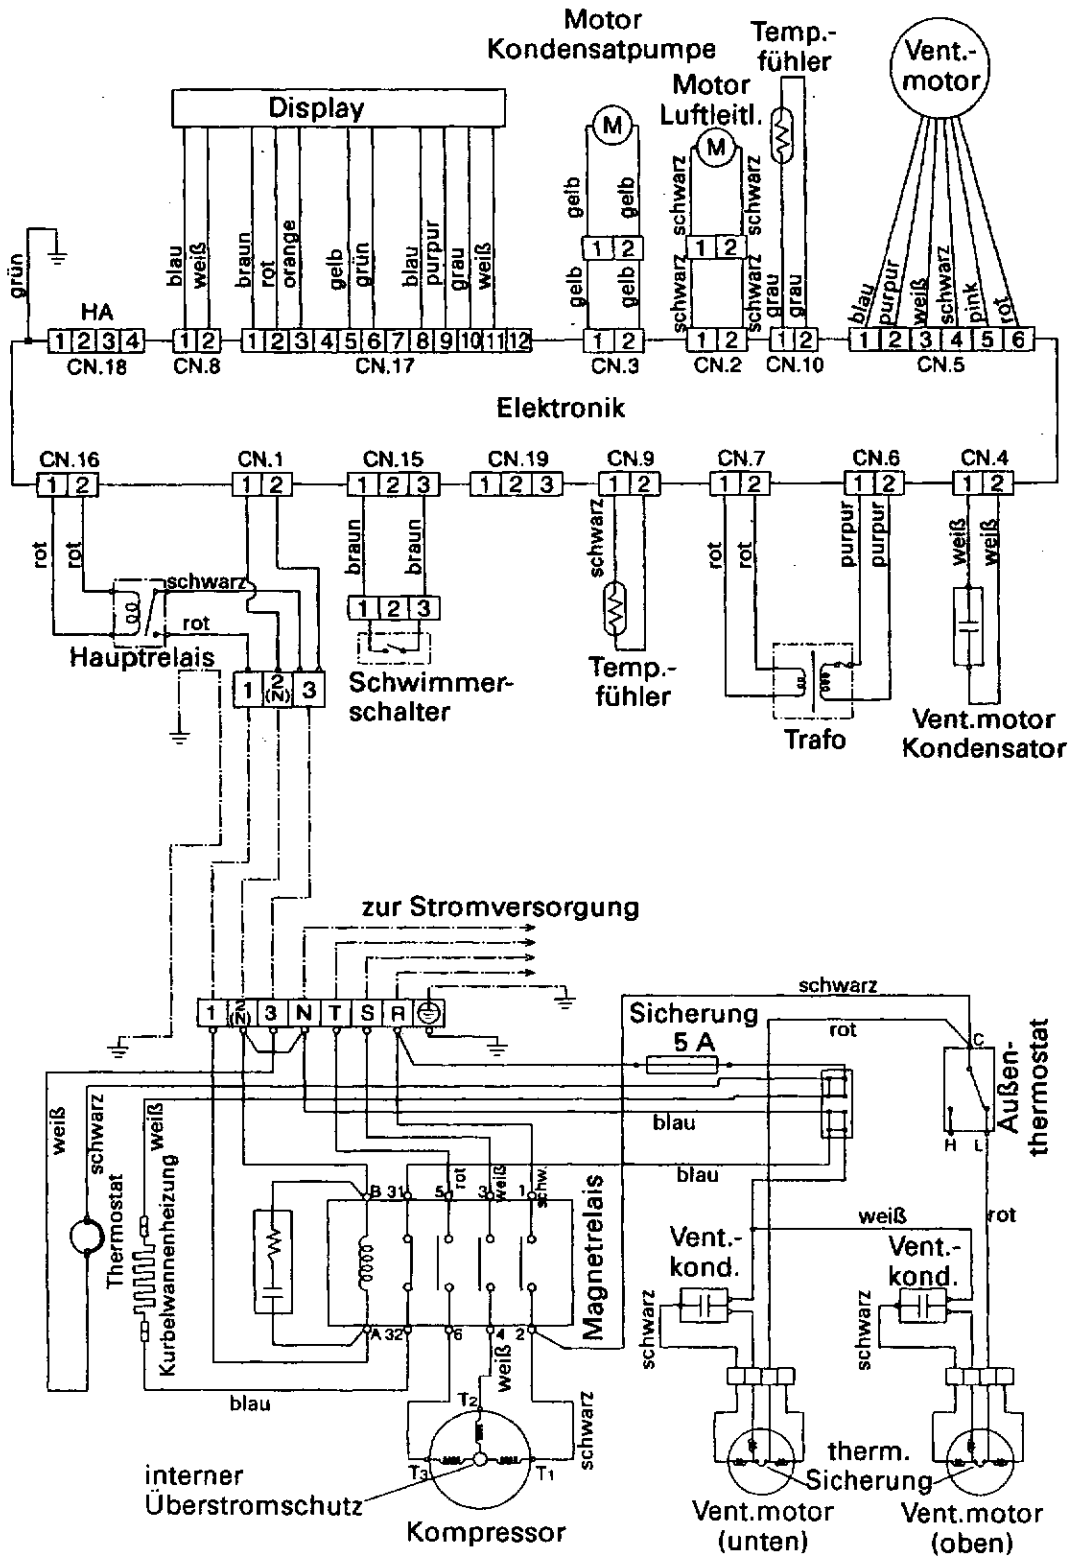 Motor
Kondensatpumpe
Temp.-
fühler
Vent.-
motor
Display
Motor
Luftleitl.
M
M
grün
blau
weiß
braun
rot
orange
gelb
grün
blau
purpur
grau
weiß
gelb
gelb
schwarz
schwarz
1 2
1 2
gelb
gelb
schwarz
schwarz
grau
grau
blau
purpur
weiß
schwarz
pink
rot
HA
1 2 3 4
1 2
1 2 3 4 5 6 7 8 9 10 11 12
1 2
1 2
1 2
1 2 3 4 5 6
CN.18
CN.8
CN.17
CN.3
CN.2
CN.10
CN.5
Elektronik
CN.16
CN.1
CN.15
CN.19
CN.9
CN.7
CN.6
CN.4
1 2
1 2
1 2 3
1 2 3
1 2
1 2
1 2
1 2
rot
rot
braun
braun
schwarz
rot
rot
purpur
purpur
weiß
weiß
schwarz
rot
1 2 3
Hauptrelais
1 2(N) 3
Schwimmer-
schalter
Temp.-
fühler
Trafo
Vent.motor
Kondensator
zur Stromversorgung
1 2(N) 3 N T S R
Sicherung
5 A
schwarz
rot
C
H L
Außen-
thermostat
weiß
schwarz
weiß
blau
blau
rot
weiß
schw.
B 31 5 3 1
Thermostat
Kurbelwannenheizung
Magnetrelais
A 32 6 4 2
weiß
rot
Vent.-
kond.
Vent.-
kond.
schwarz
schwarz
blau
weiß
schwarz
T2
T3
T1
interner
Überstromschutz
Kompressor
therm.
Sicherung
Vent.motor
(unten)
Vent.motor
(oben)